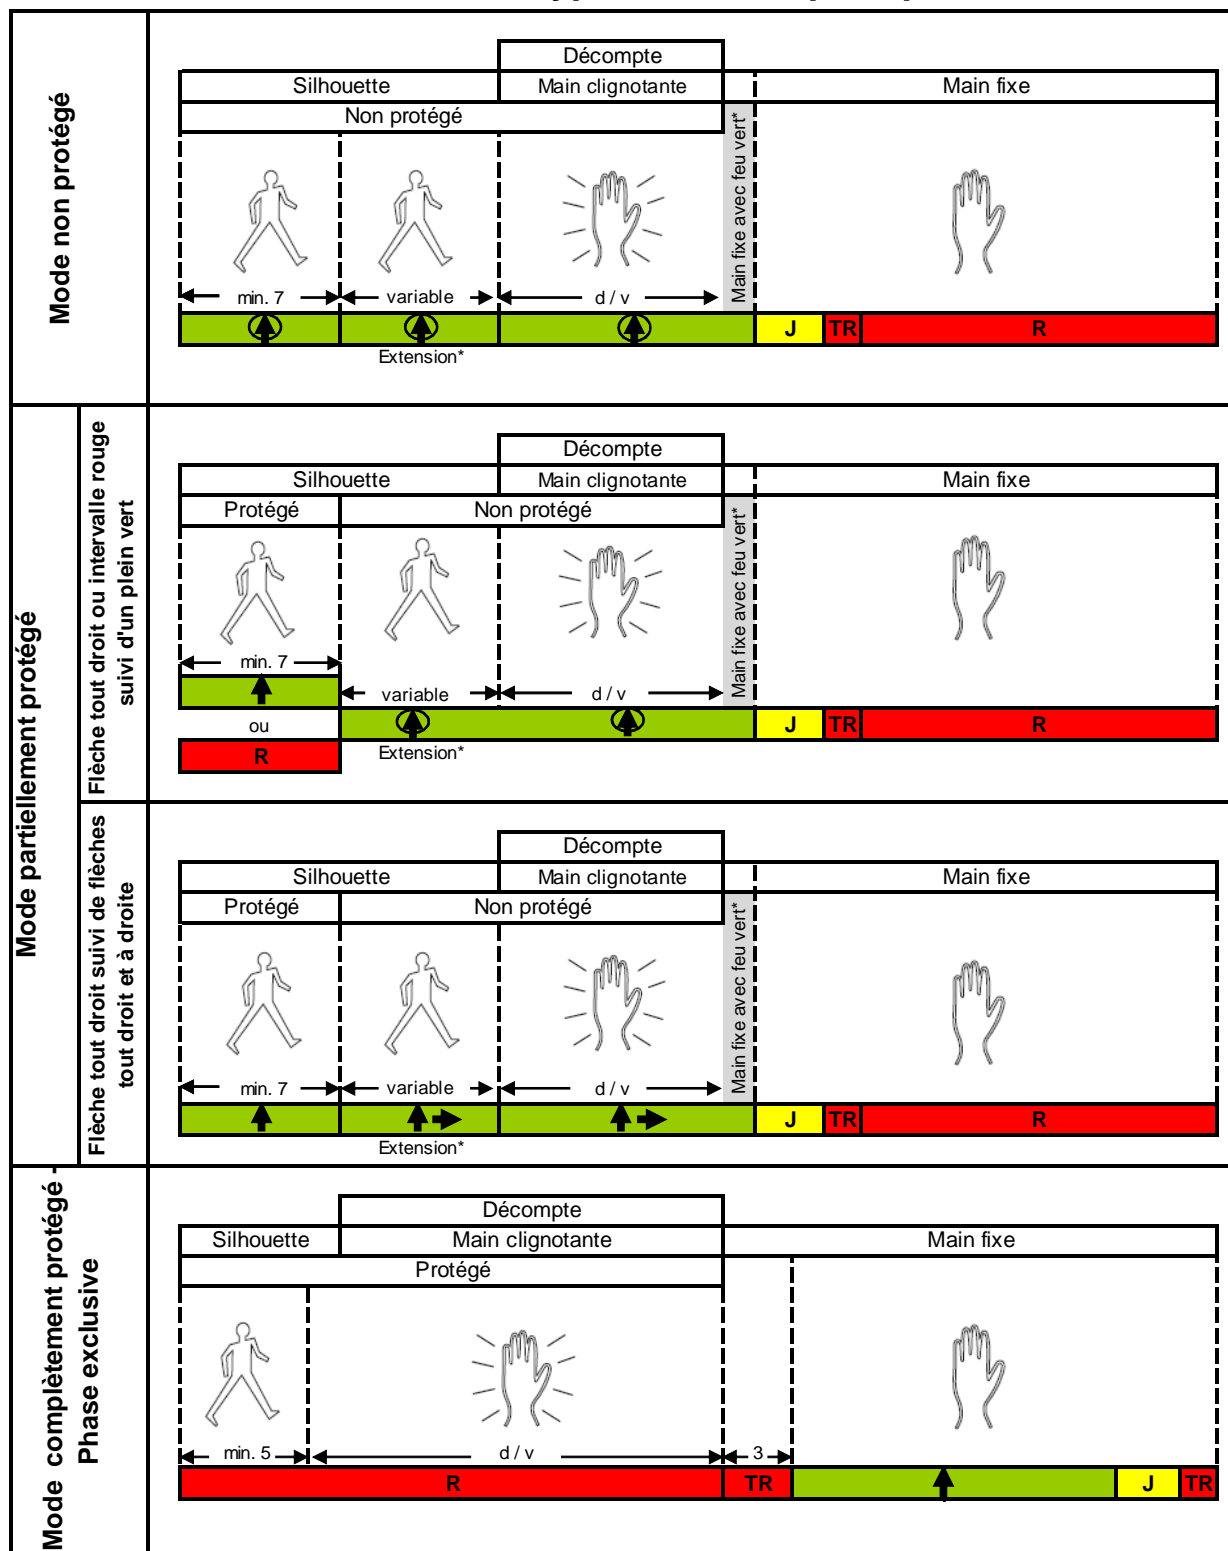 Mode non protégé
Décompte
Silhouette
Main clignotante
Main fixe
Non protégé
Main fixe avec feu vert*
min. 7
variable
d / v
J
TR
R
Extension*
Mode partiellement protégé
Flèche tout droit ou intervalle rouge
suivi d'un plein vert
Décompte
Silhouette
Main clignotante
Main fixe
Protégé
Non protégé
Main fixe avec feu vert*
min. 7
variable
d / v
ou
J
TR
R
R
Extension*
Flèche tout droit suivi de flèches
tout droit et à droite
Décompte
Silhouette
Main clignotante
Main fixe
Protégé
Non protégé
Main fixe avec feu vert*
min. 7
variable
d / v
J
TR
R
Extension*
Mode complètement protégé -
Phase exclusive
Décompte
Silhouette
Main clignotante
Main fixe
Protégé
min. 5
d / v
3
R
TR
J
TR